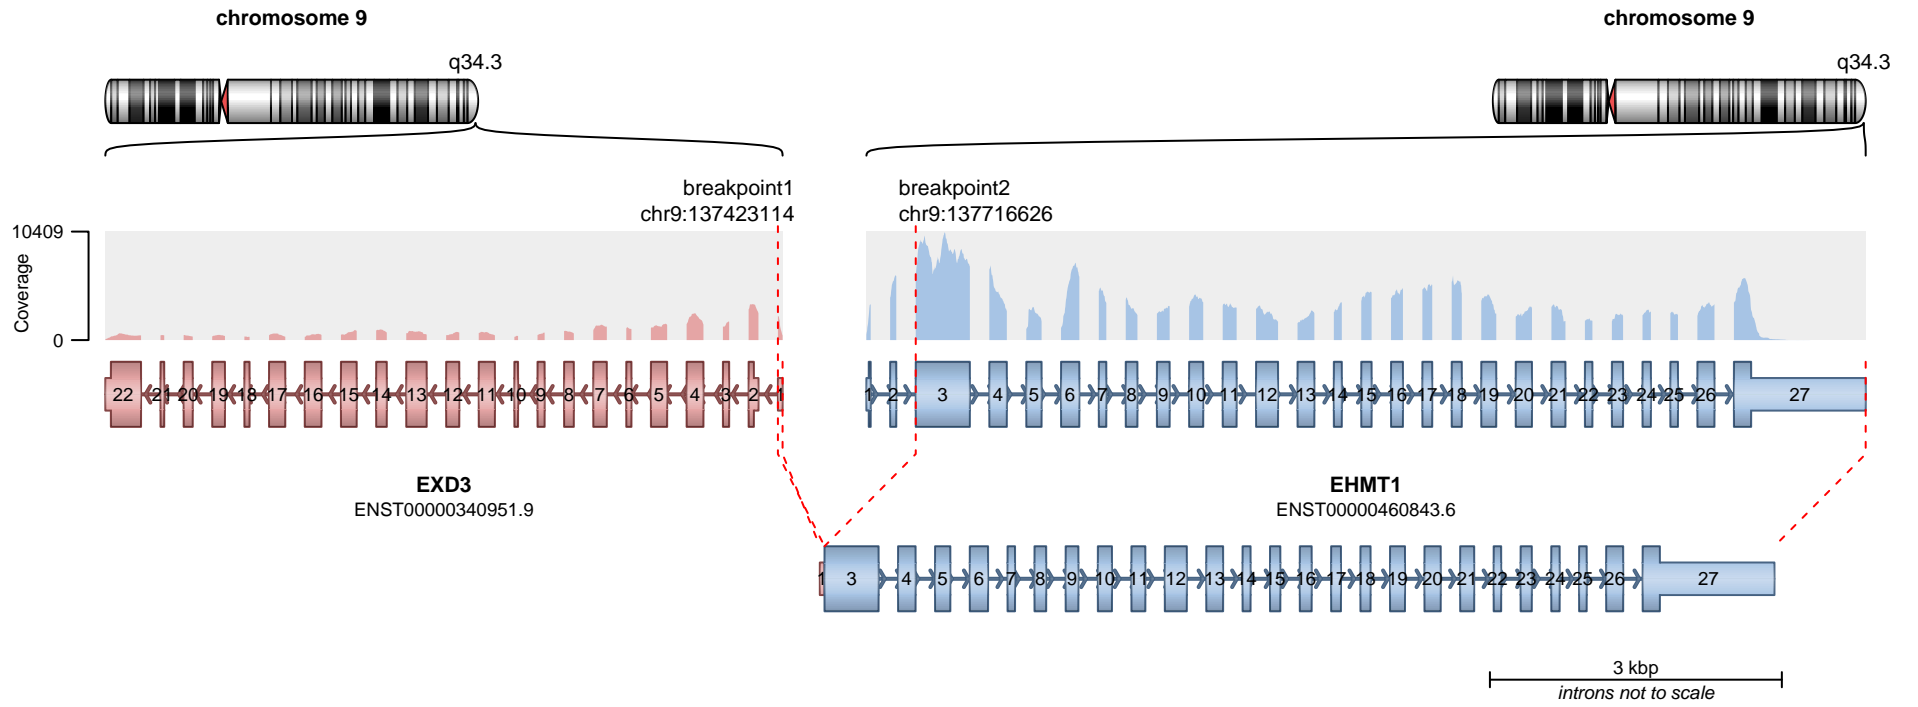 chromosome 9
chromosome 9
q34.3
q34.3
breakpoint1
chr9:137423114
breakpoint2
chr9:137716626
10409
Coverage
0
22 21 20 19 18 17 16 15 14 13 12 11 10 9 8 7 6 5 4 3 2 1
1 2 3 4 5 6 7 8 9 10 11 12 13 14 15 16 17 18 19 20 21 22 23 24 25 26 27
EXD3
ENST00000340951.9
EHMT1
ENST00000460843.6
1 3 4 5 6 7 8 9 10 11 12 13 14 15 16 17 18 19 20 21 22 23 24 25 26 27
3 kbp
introns not to scale